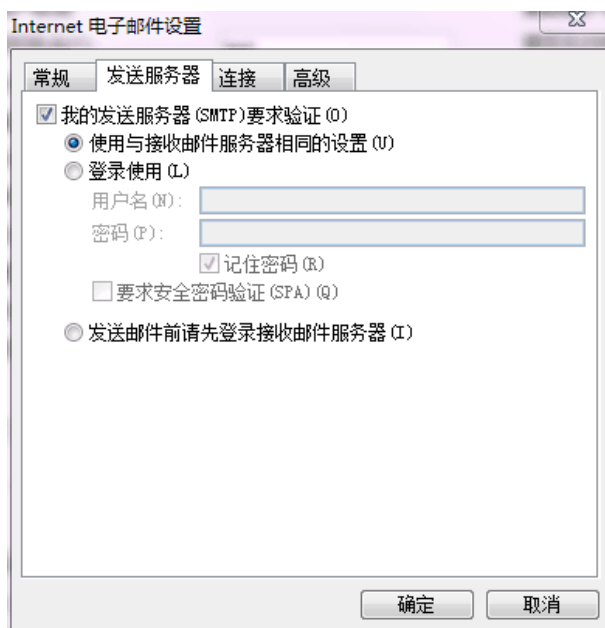 Internet 电子邮件设置
常规 发送服务器 连接 高级
我的发送服务器(SMTP)要求验证(O)
使用与接收邮件服务器相同的设置(U)
登录使用(L)
用户名(N):
密码(P):
记住密码(R)
要求安全密码验证(SPA)(Q)
发送邮件前请先登录接收邮件服务器(I)
确定 取消